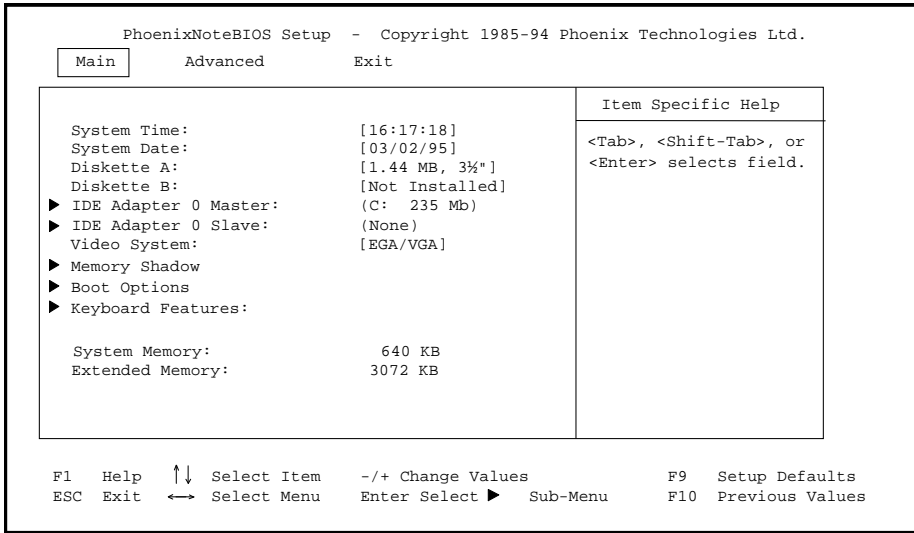 PhoenixNoteBIOS Setup - Copyright 1985-94 Phoenix Technologies Ltd.
Main Advanced Exit
Item Specific Help
<Tab>, <Shift-Tab>, or
<Enter> selects field.
System Time: [16:17:18]
System Date: [03/02/95]
Diskette A: [1.44 MB, 3½"]
Diskette B: [Not Installed]
▶ IDE Adapter 0 Master: (C: 235 Mb)
▶ IDE Adapter 0 Slave: (None)
Video System: [EGA/VGA]
▶ Memory Shadow
▶ Boot Options
▶ Keyboard Features:
System Memory: 640 KB
Extended Memory: 3072 KB
F1 Help ↑↓ Select Item -/+ Change Values F9 Setup Defaults
ESC Exit ↔ Select Menu Enter Select ▶ Sub-Menu F10 Previous Values